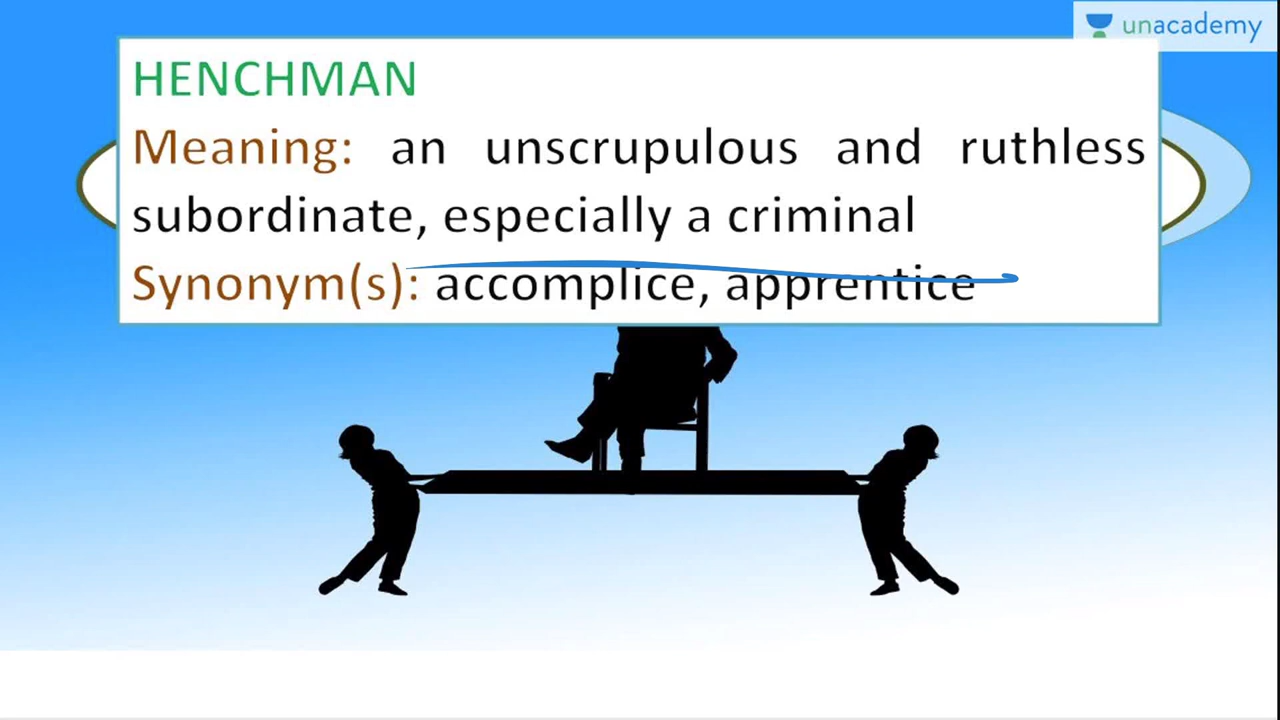 unacademy
HENCHMAN
Meaning: an unscrupulous and ruthless
subordinate, especially a criminal
Synonym(s): accomplice, apprentice